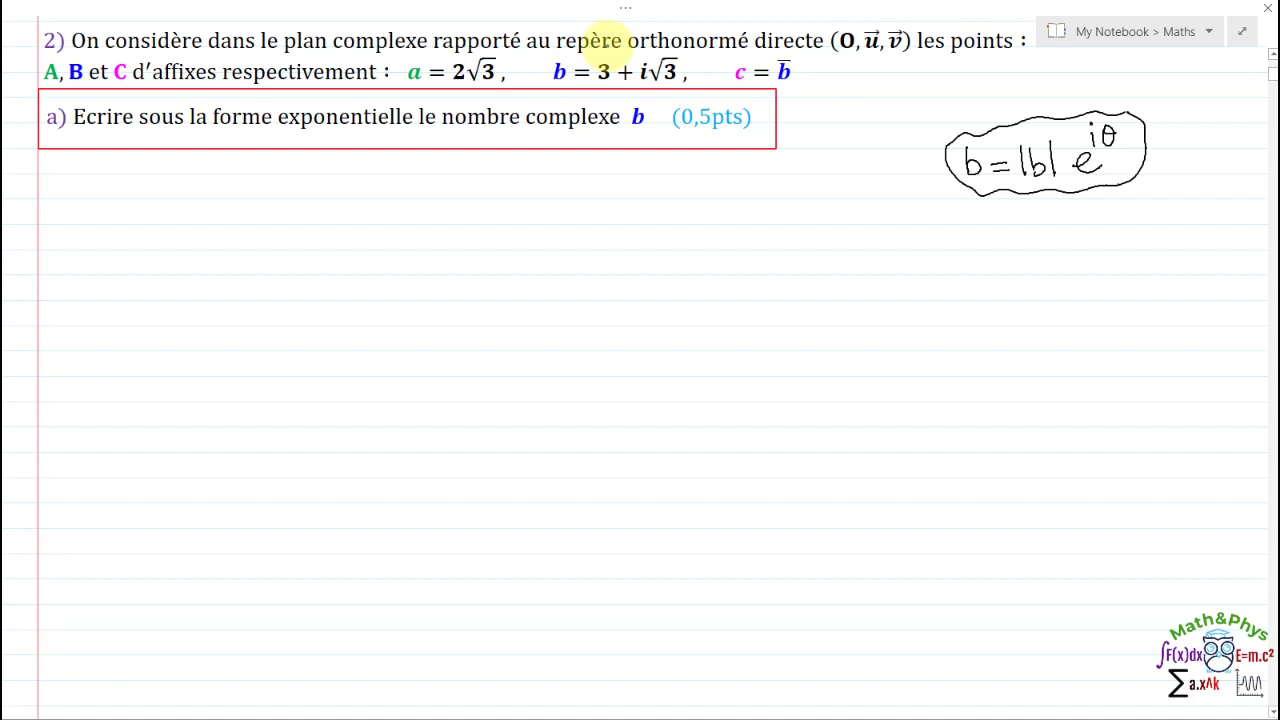 ...
My Notebook > Maths
2) On considère dans le plan complexe rapporté au repère orthonormé directe (O, u⃗, v⃗) les points :
A, B et C d′affixes respectivement : a = 2√3 , b = 3 + i√3 , c = b̅
a) Ecrire sous la forme exponentielle le nombre complexe b (0,5pts)
b = |b| e^{iθ}
Math&Phys
∫F(x)dx E=m.c²
∑ a.x^k